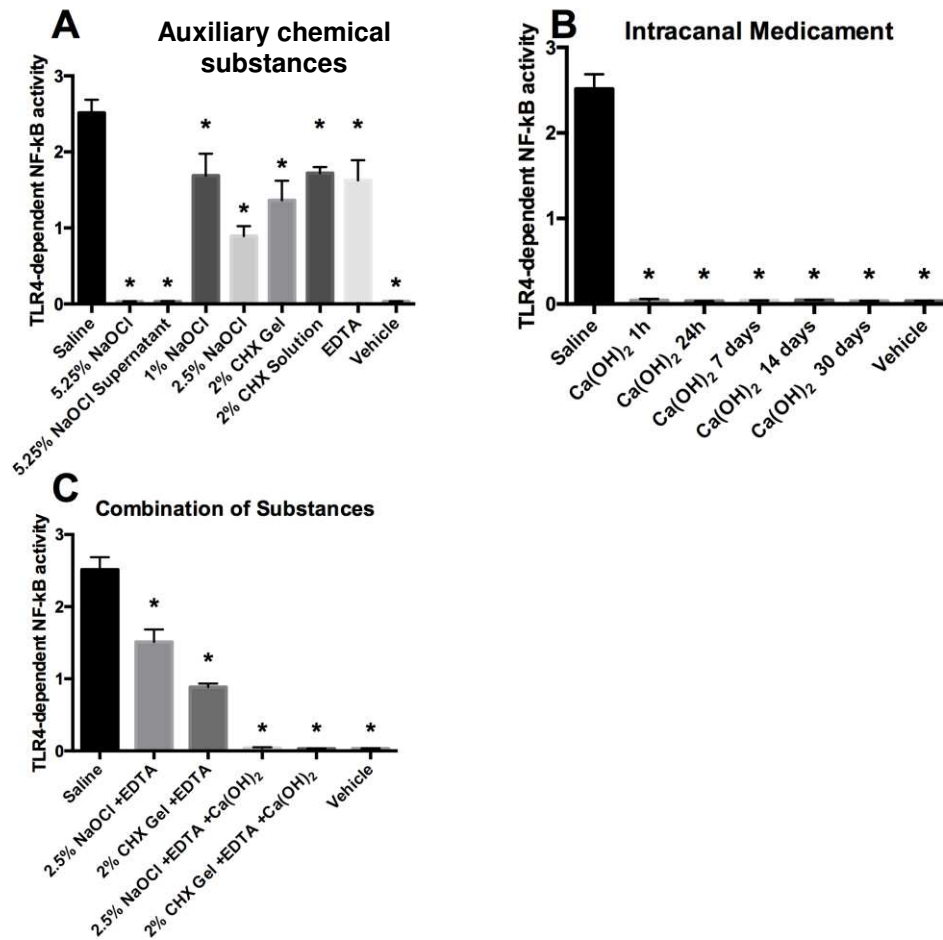 A
Auxiliary chemical
substances
TLR4-dependent NF-kB activity
3
2
1
0
* * * * * * * *
Saline
5.25% NaOCl
5.25% NaOCl Supernatant
1% NaOCl
2.5% NaOCl
2% CHX Gel
2% CHX Solution
EDTA
Vehicle
B
Intracanal Medicament
TLR4-dependent NF-kB activity
3
2
1
0
* * * * * *
Saline
Ca(OH)2 1h
Ca(OH)2 24h
Ca(OH)2 7 days
Ca(OH)2 14 days
Ca(OH)2 30 days
Vehicle
C
Combination of Substances
TLR4-dependent NF-kB activity
3
2
1
0
* * * * *
Saline
2.5% NaOCl +EDTA
2% CHX Gel +EDTA
2.5% NaOCl +EDTA +Ca(OH)2
2% CHX Gel +EDTA +Ca(OH)2
Vehicle